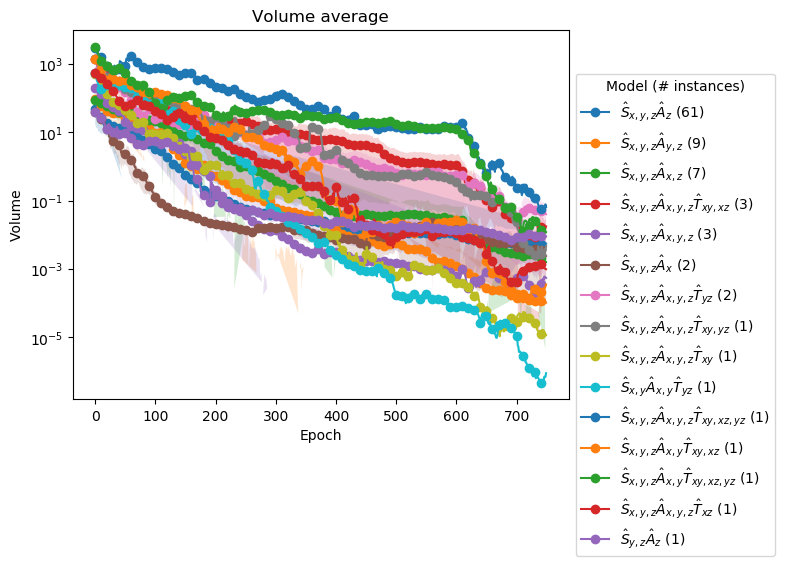 Volume average
Volume
10³
10¹
10⁻¹
10⁻³
10⁻⁵
0 100 200 300 400 500 600 700
Epoch
Model (# instances)
Ŝx,y,zÂz (61)
Ŝx,y,zÂy,z (9)
Ŝx,y,zÂx,z (7)
Ŝx,y,zÂx,y,zT̂xy,xz (3)
Ŝx,y,zÂx,y,z (3)
Ŝx,y,zÂx (2)
Ŝx,y,zÂx,y,zT̂yz (2)
Ŝx,y,zÂx,y,zT̂xy,yz (1)
Ŝx,y,zÂx,y,zT̂xy (1)
Ŝx,yÂx,yT̂yz (1)
Ŝx,y,zÂx,y,zT̂xy,xz,yz (1)
Ŝx,y,zÂx,yT̂xy,xz (1)
Ŝx,y,zÂx,yT̂xy,xz,yz (1)
Ŝx,y,zÂx,y,zT̂xz (1)
Ŝy,zÂz (1)